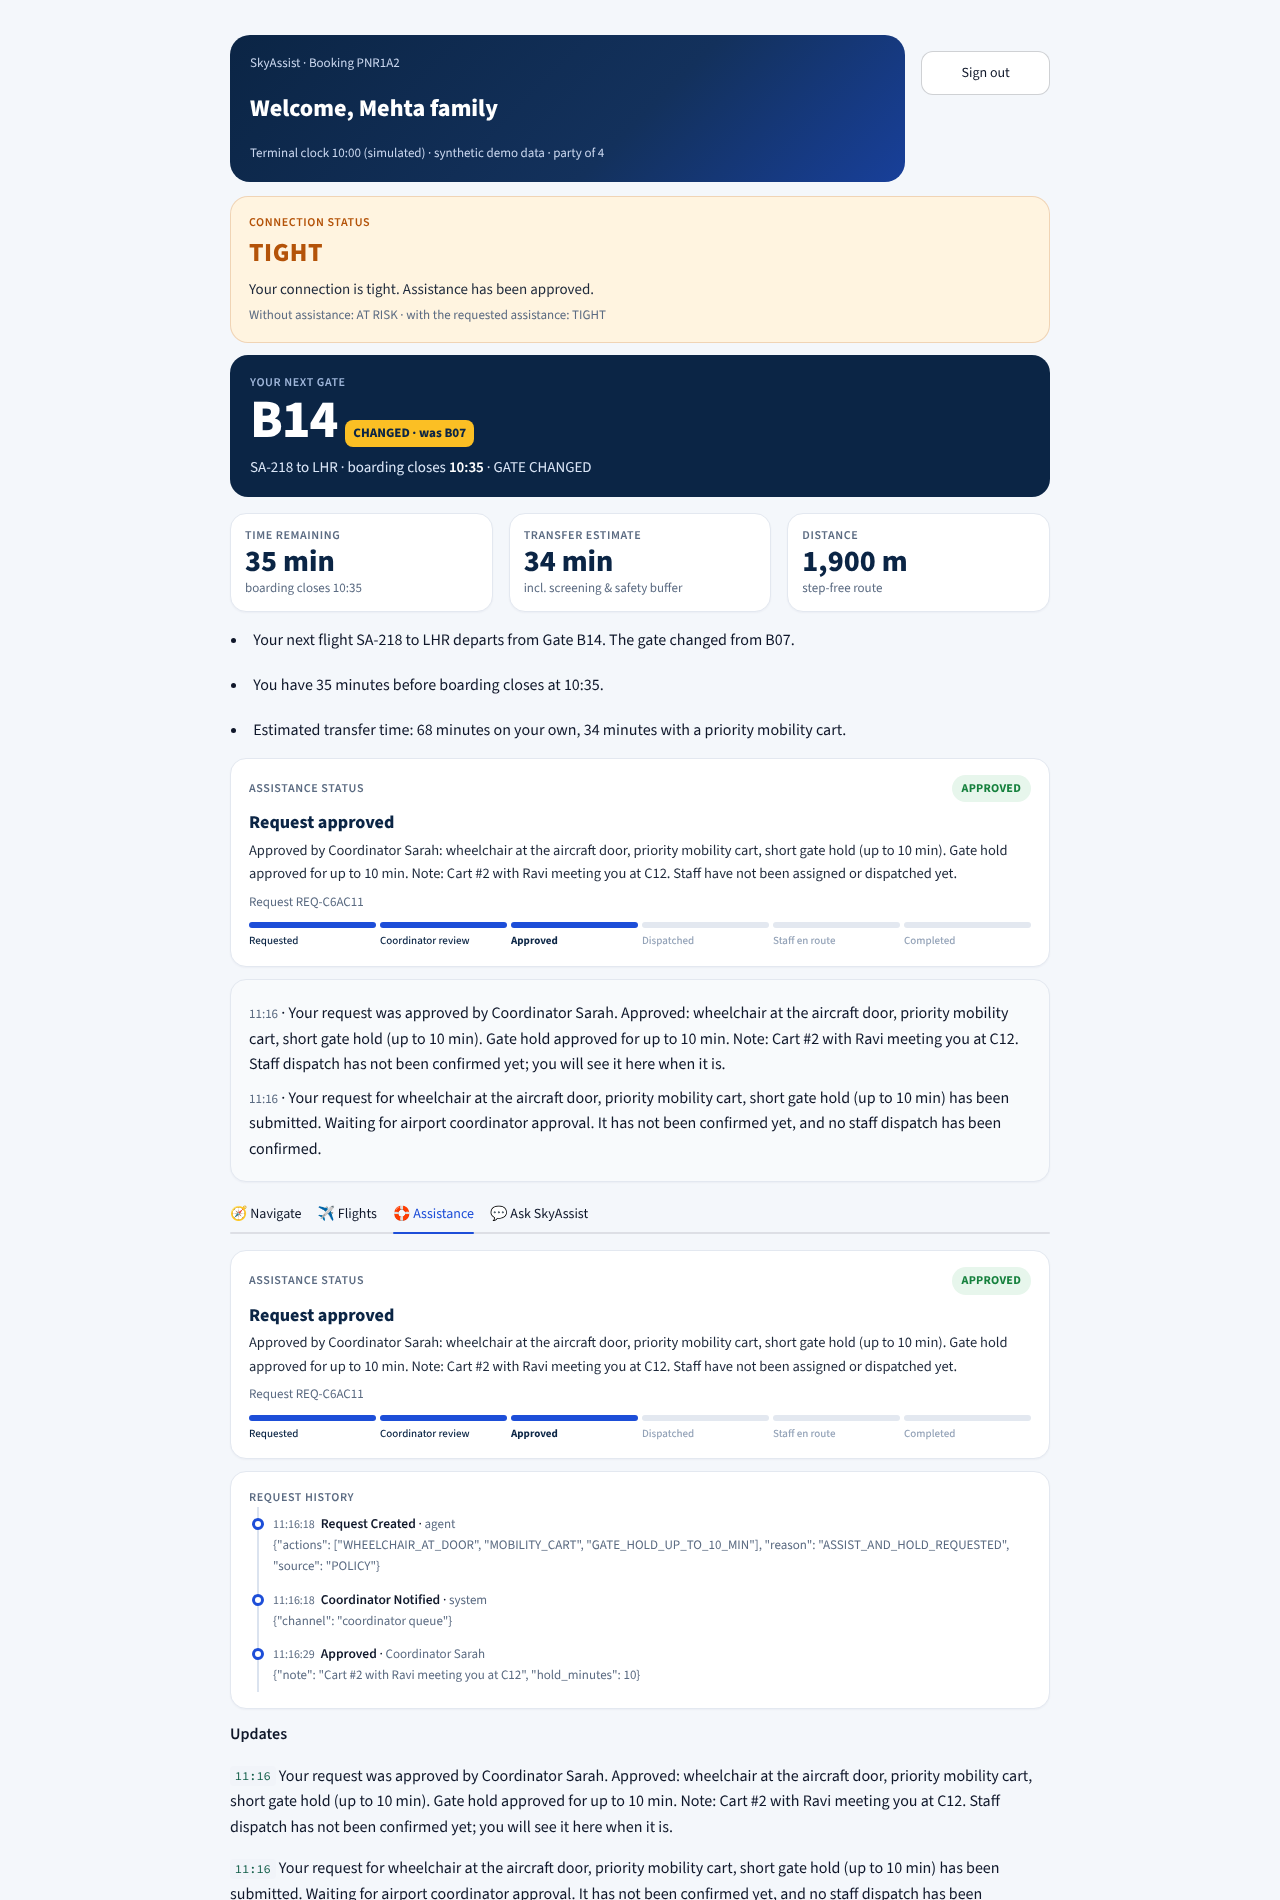 SkyAssist · Booking PNR1A2
Sign out
Welcome, Mehta family
Terminal clock 10:00 (simulated) · synthetic demo data · party of 4
CONNECTION STATUS
TIGHT
Your connection is tight. Assistance has been approved.
Without assistance: AT RISK · with the requested assistance: TIGHT
YOUR NEXT GATE
B14 CHANGED · was B07
SA-218 to LHR · boarding closes 10:35 · GATE CHANGED
TIME REMAINING
35 min
boarding closes 10:35
TRANSFER ESTIMATE
34 min
incl. screening & safety buffer
DISTANCE
1,900 m
step-free route
• Your next flight SA-218 to LHR departs from Gate B14. The gate changed from B07.
• You have 35 minutes before boarding closes at 10:35.
• Estimated transfer time: 68 minutes on your own, 34 minutes with a priority mobility cart.
ASSISTANCE STATUS
APPROVED
Request approved
Approved by Coordinator Sarah: wheelchair at the aircraft door, priority mobility cart, short gate hold (up to 10 min). Gate hold
approved for up to 10 min. Note: Cart #2 with Ravi meeting you at C12. Staff have not been assigned or dispatched yet.
Request REQ-C6AC11
Requested Coordinator review Approved Dispatched Staff en route Completed
11:16 · Your request was approved by Coordinator Sarah. Approved: wheelchair at the aircraft door, priority mobility
cart, short gate hold (up to 10 min). Gate hold approved for up to 10 min. Note: Cart #2 with Ravi meeting you at C12.
Staff dispatch has not been confirmed yet; you will see it here when it is.
11:16 · Your request for wheelchair at the aircraft door, priority mobility cart, short gate hold (up to 10 min) has been
submitted. Waiting for airport coordinator approval. It has not been confirmed yet, and no staff dispatch has been
confirmed.
🧭 Navigate ✈️ Flights 🛟 Assistance 💬 Ask SkyAssist
ASSISTANCE STATUS
APPROVED
Request approved
Approved by Coordinator Sarah: wheelchair at the aircraft door, priority mobility cart, short gate hold (up to 10 min). Gate hold
approved for up to 10 min. Note: Cart #2 with Ravi meeting you at C12. Staff have not been assigned or dispatched yet.
Request REQ-C6AC11
Requested Coordinator review Approved Dispatched Staff en route Completed
REQUEST HISTORY
11:16:18 Request Created · agent
{"actions": ["WHEELCHAIR_AT_DOOR", "MOBILITY_CART", "GATE_HOLD_UP_TO_10_MIN"], "reason": "ASSIST_AND_HOLD_REQUESTED",
"source": "POLICY"}
11:16:18 Coordinator Notified · system
{"channel": "coordinator queue"}
11:16:29 Approved · Coordinator Sarah
{"note": "Cart #2 with Ravi meeting you at C12", "hold_minutes": 10}
Updates
11:16 Your request was approved by Coordinator Sarah. Approved: wheelchair at the aircraft door, priority mobility cart,
short gate hold (up to 10 min). Gate hold approved for up to 10 min. Note: Cart #2 with Ravi meeting you at C12. Staff
dispatch has not been confirmed yet; you will see it here when it is.
11:16 Your request for wheelchair at the aircraft door, priority mobility cart, short gate hold (up to 10 min) has been
submitted. Waiting for airport coordinator approval. It has not been confirmed yet, and no staff dispatch has been